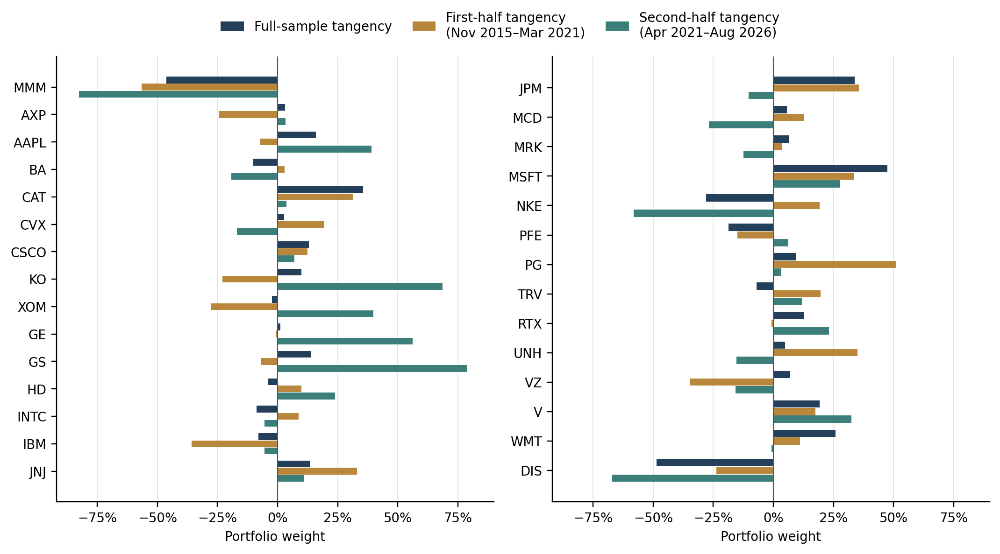 Full-sample tangency
First-half tangency
(Nov 2015–Mar 2021)
Second-half tangency
(Apr 2021–Aug 2026)
MMM
AXP
AAPL
BA
CAT
CVX
CSCO
KO
XOM
GE
GS
HD
INTC
IBM
JNJ
−75% −50% −25% 0% 25% 50% 75%
Portfolio weight
JPM
MCD
MRK
MSFT
NKE
PFE
PG
TRV
RTX
UNH
VZ
V
WMT
DIS
−75% −50% −25% 0% 25% 50% 75%
Portfolio weight